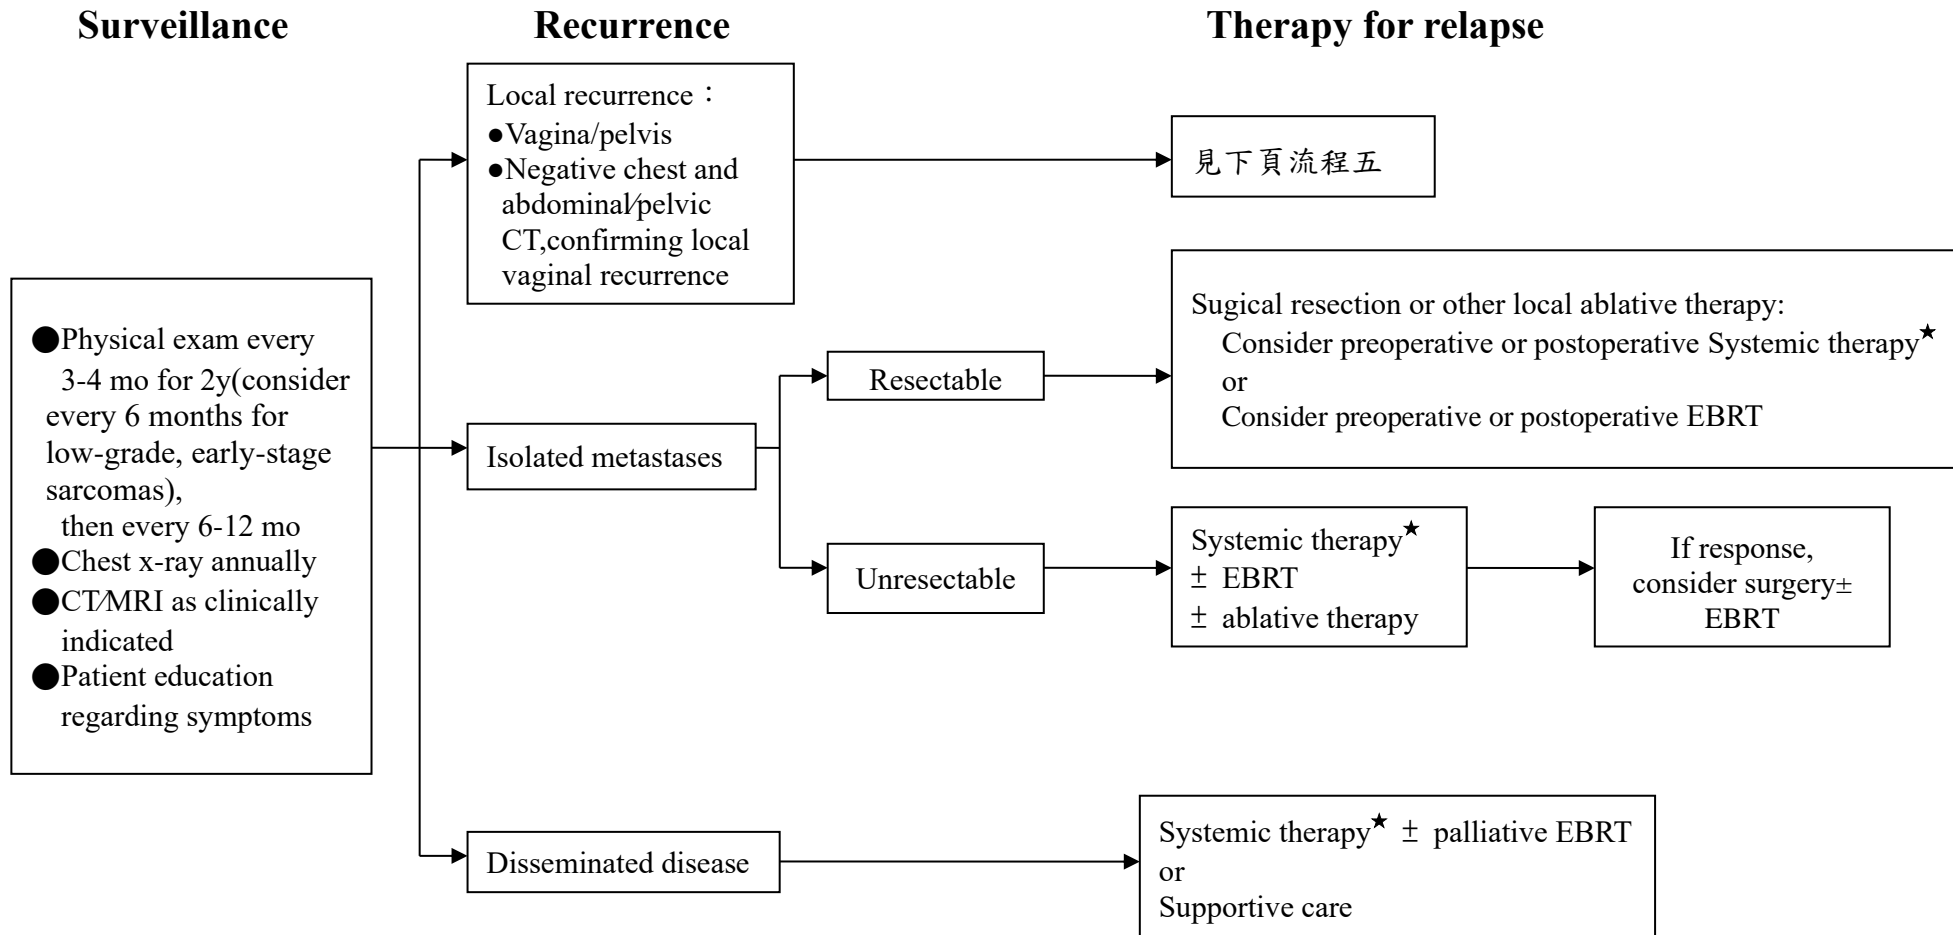 Surveillance
Recurrence
Therapy for relapse
●Physical exam every
3-4 mo for 2y(consider
every 6 months for
low-grade, early-stage
sarcomas),
then every 6-12 mo
●Chest x-ray annually
●CT∕MRI as clinically
indicated
●Patient education
regarding symptoms
Local recurrence：
●Vagina/pelvis
●Negative chest and
abdominal∕pelvic
CT,confirming local
vaginal recurrence
見下頁流程五
Isolated metastases
Resectable
Sugical resection or other local ablative therapy:
Consider preoperative or postoperative Systemic therapy★
or
Consider preoperative or postoperative EBRT
Unresectable
Systemic therapy★
± EBRT
± ablative therapy
If response,
consider surgery±
EBRT
Disseminated disease
Systemic therapy★ ± palliative EBRT
or
Supportive care